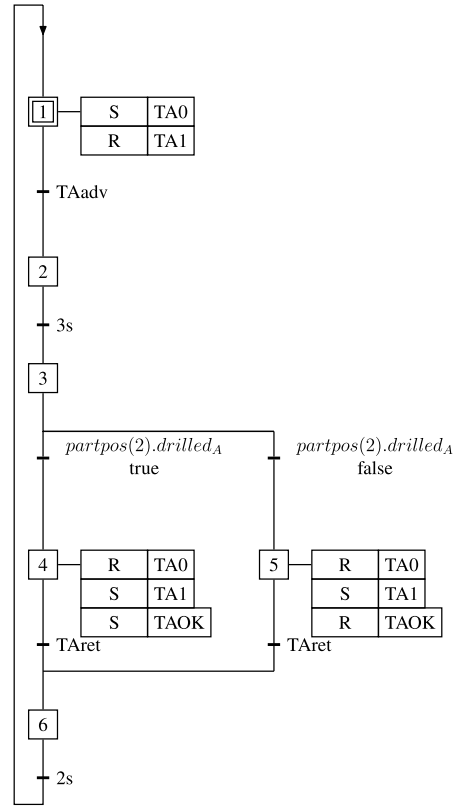 1 S TA0
R TA1
TAadv
2
3s
3
partpos(2).drilled_A partpos(2).drilled_A
true false
4 R TA0 5 R TA0
S TA1 S TA1
S TAOK R TAOK
TAret TAret
6
2s